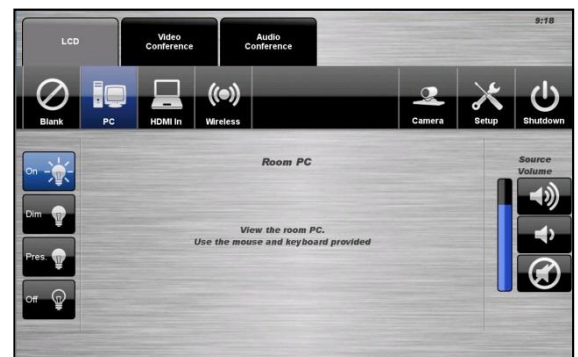 9:18
LCD
Video
Conference
Audio
Conference
Blank
PC
HDMI In
Wireless
Camera
Setup
Shutdown
On
Dim
Pres.
Off
Room PC
View the room PC.
Use the mouse and keyboard provided
Source
Volume